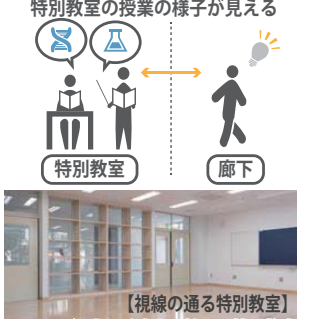 特別教室の授業の様子が見える
特別教室
廊下
【視線の通る特別教室】